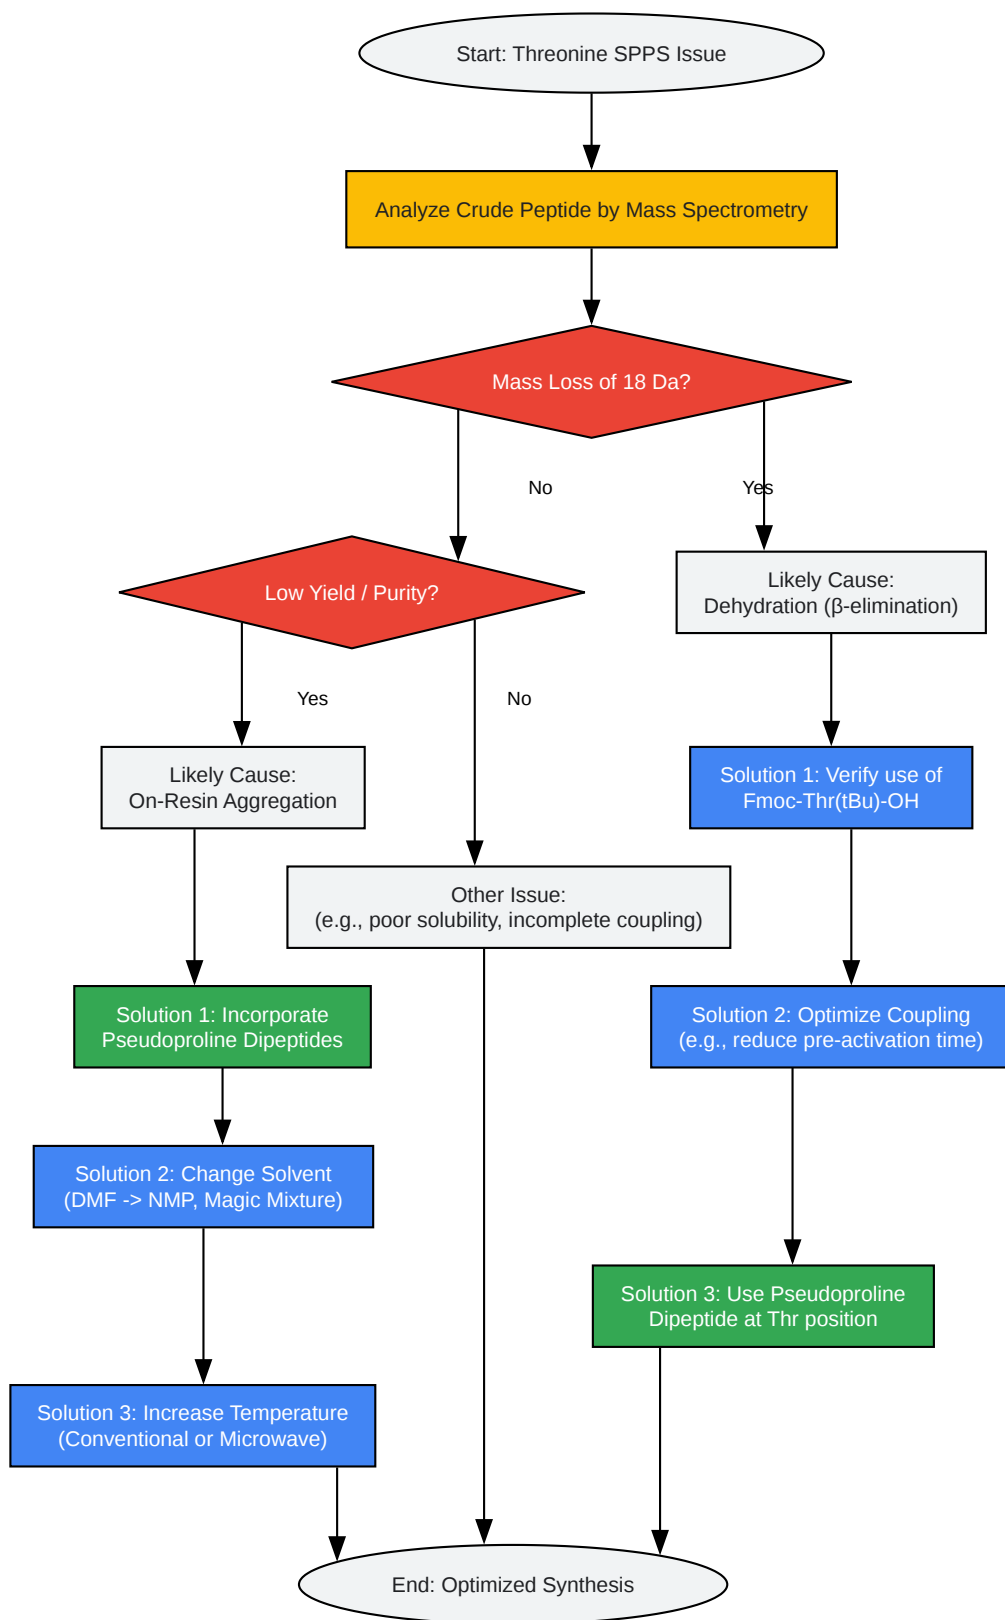 Start: Threonine SPPS Issue
Analyze Crude Peptide by Mass Spectrometry
Mass Loss of 18 Da?
No
Yes
Low Yield / Purity?
Likely Cause:
Dehydration (β-elimination)
Yes
No
Likely Cause:
On-Resin Aggregation
Solution 1: Verify use of
Fmoc-Thr(tBu)-OH
Other Issue:
(e.g., poor solubility, incomplete coupling)
Solution 1: Incorporate
Pseudoproline Dipeptides
Solution 2: Optimize Coupling
(e.g., reduce pre-activation time)
Solution 2: Change Solvent
(DMF -> NMP, Magic Mixture)
Solution 3: Use Pseudoproline
Dipeptide at Thr position
Solution 3: Increase Temperature
(Conventional or Microwave)
End: Optimized Synthesis